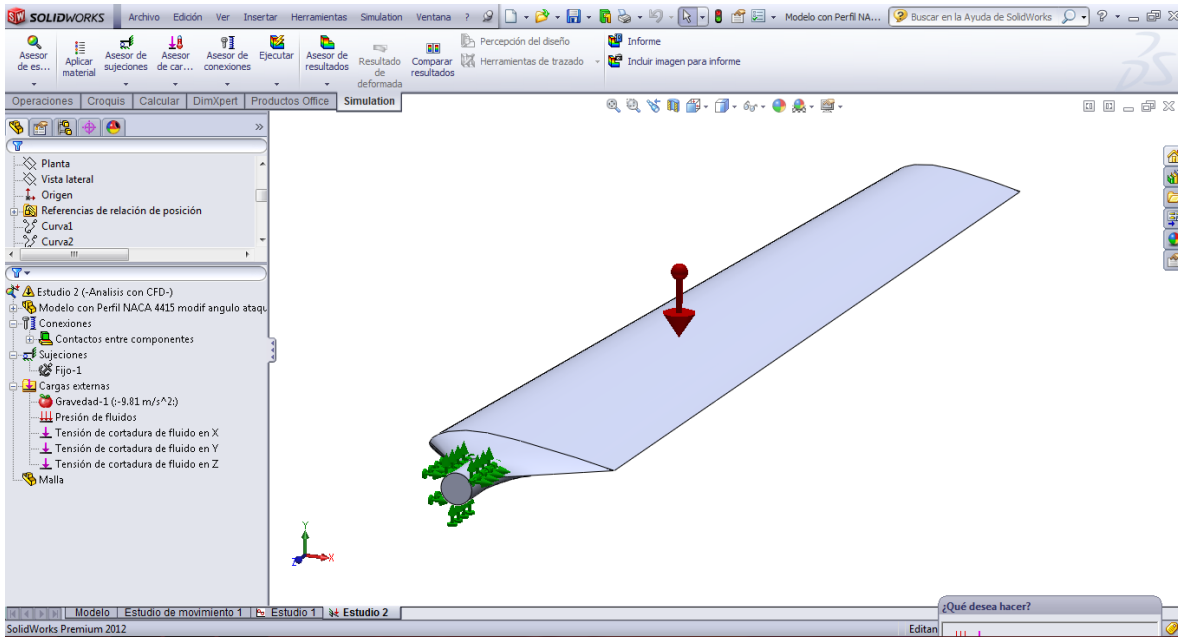 SOLIDWORKS Archivo Edición Ver Insertar Herramientas Simulation Ventana ? Modelo con Perfil NA... Buscar en la Ayuda de SolidWorks
Asesor de es...
Aplicar material
Asesor de sujeciones
Asesor de car...
Asesor de conexiones
Ejecutar
Asesor de resultados
Resultado de deformada
Comparar resultados
Percepción del diseño
Herramientas de trazado
Informe
Incluir imagen para informe
Operaciones Croquis Calcular DimXpert Productos Office Simulation
Planta
Vista lateral
Origen
Referencias de relación de posición
Curva1
Curva2
Estudio 2 (-Analisis con CFD-)
Modelo con Perfil NACA 4415 modif angulo ataqu
Conexiones
Contactos entre componentes
Sujeciones
Fijo-1
Cargas externas
Gravedad-1 (:-9.81 m/s^2:)
Presión de fluidos
Tensión de cortadura de fluido en X
Tensión de cortadura de fluido en Y
Tensión de cortadura de fluido en Z
Malla
Y
X
Z
Modelo Estudio de movimiento 1 Estudio 1 Estudio 2
¿Qué desea hacer?
SolidWorks Premium 2012 Editan